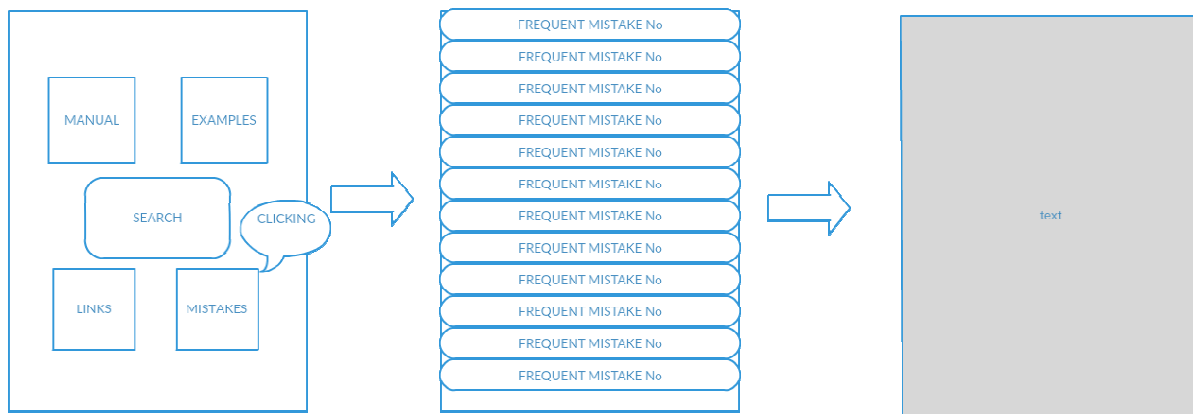 MANUAL
EXAMPLES
SEARCH
CLICKING
LINKS
MISTAKES
FREQUENT MISTAKE No
FREQUENT MISTAKE No
FREQUENT MISTAKE No
FREQUENT MISTAKE No
FREQUENT MISTAKE No
FREQUENT MISTAKE No
FREQUENT MISTAKE No
FREQUENT MISTAKE No
FREQUENT MISTAKE No
FREQUENT MISTAKE No
FREQUENT MISTAKE No
FREQUENT MISTAKE No
text